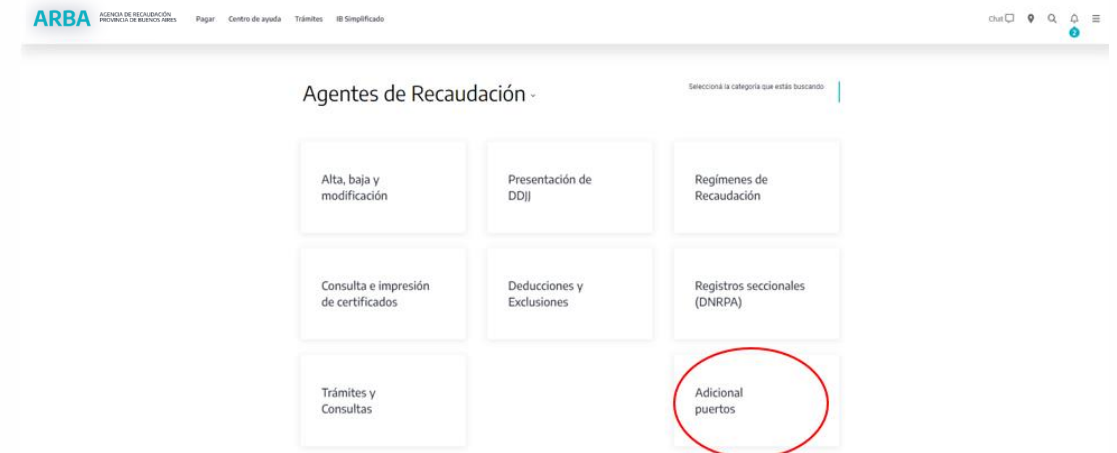 ARBA
AGENCIA DE RECAUDACIÓN
PROVINCIA DE BUENOS AIRES
Pagar Centro de ayuda Trámites IB Simplificado
Chat
2
Agentes de Recaudación
Seleccioná la categoría que estás buscando
Alta, baja y
modificación
Presentación de
DDJJ
Regímenes de
Recaudación
Consulta e impresión
de certificados
Deducciones y
Exclusiones
Registros seccionales
(DNRPA)
Trámites y
Consultas
Adicional
puertos